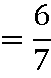 = 6/7